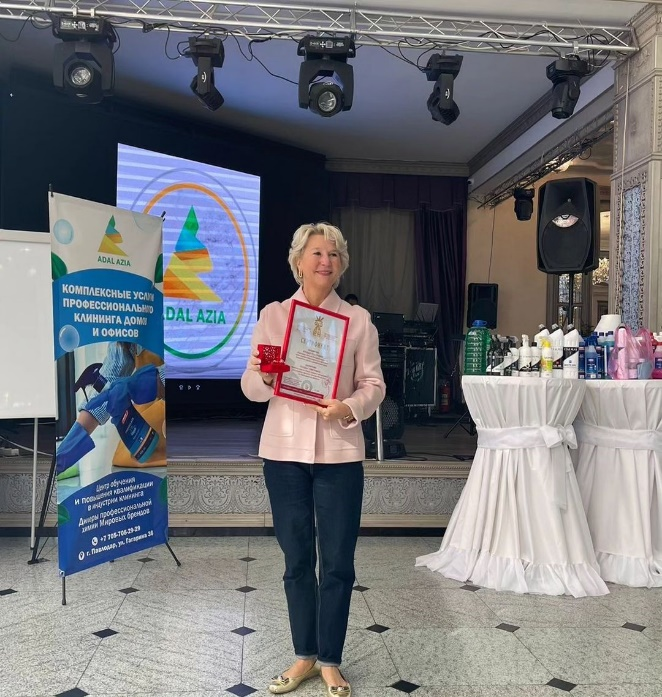 ADAL AZIA
КОМПЛЕКСНЫЕ УСЛУГИ
ПРОФЕССИОНАЛЬНОГО
КЛИНИНГА ДОМОВ
И ОФИСОВ
Центр обучения
и повышения квалификации
в индустрии клининга
Дилеры профессиональной
химии Мировых брендов
+7 705-706-29-29
г. Павлодар, ул. Гагарина 38
ADAL AZIA